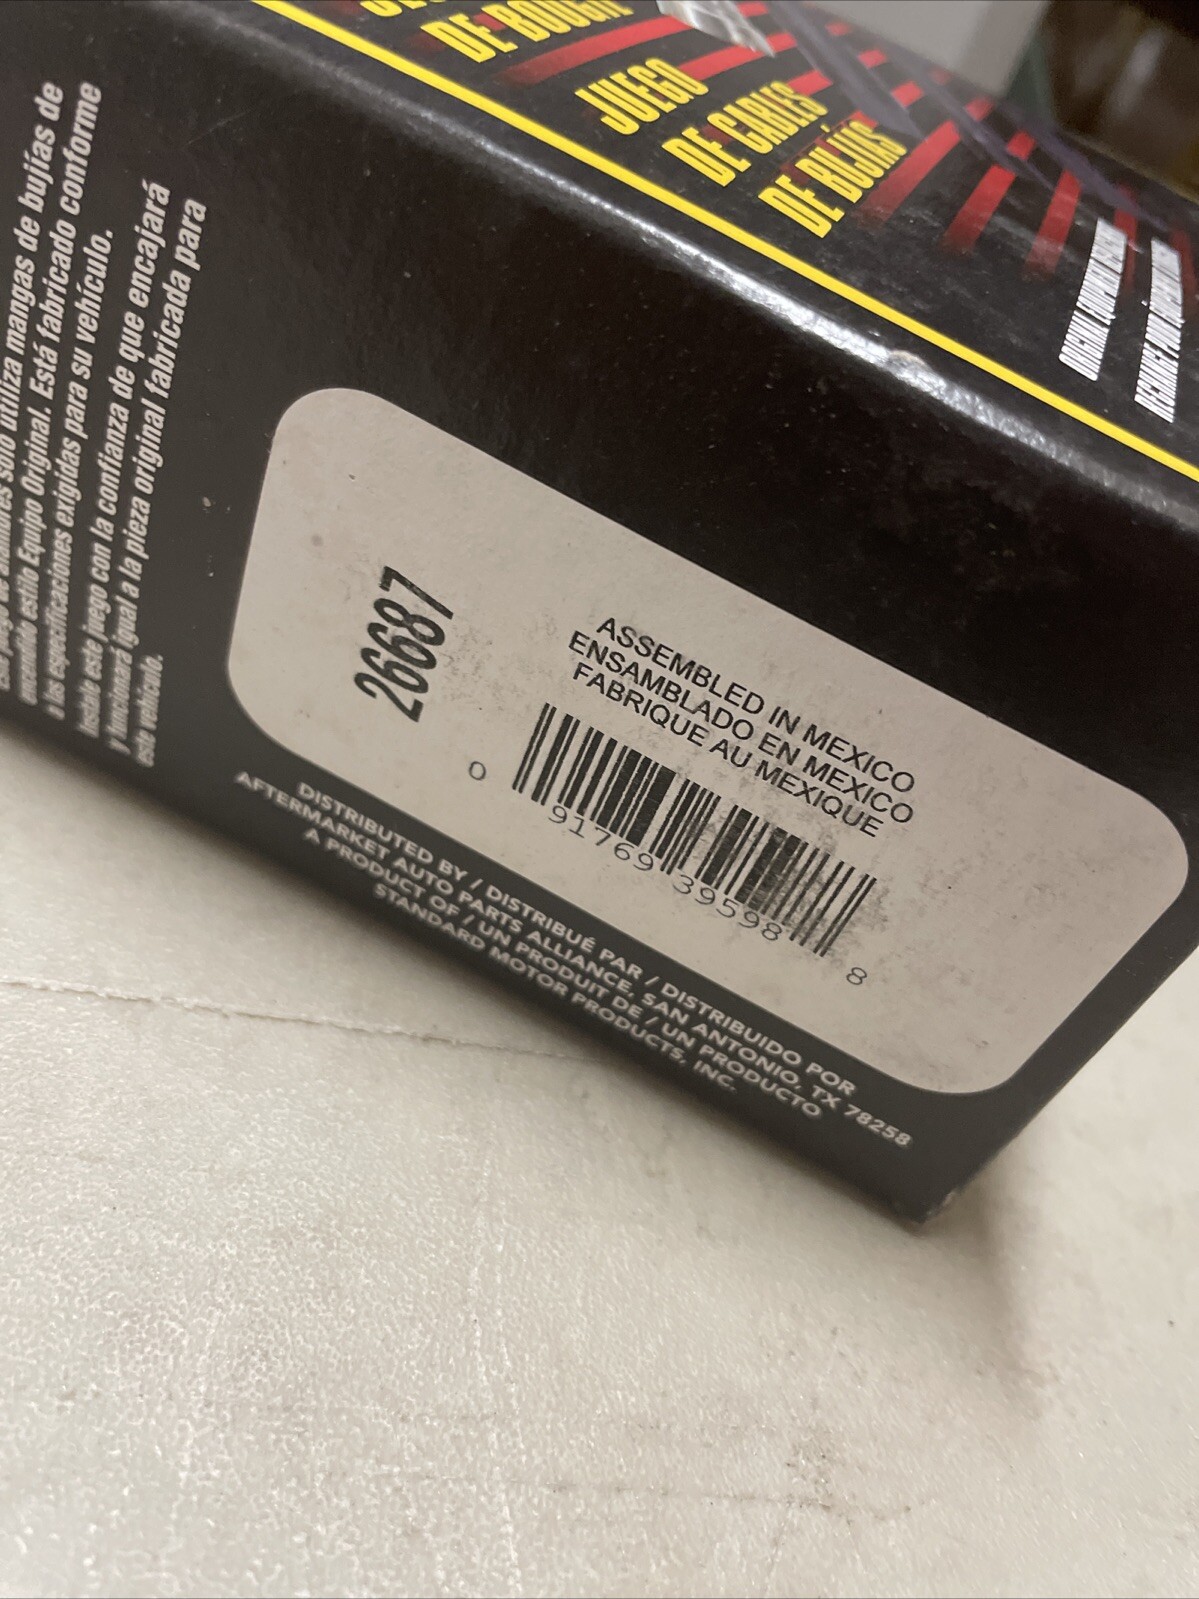 DE BOUGI
JUEGO
DE CABLES
DE BUJÍAS
utiliza mangas de bujías de
estilo Equipo Original. Está fabricado conforme
a las especificaciones exigidas para su vehículo.
Instale este juego con la confianza de que encajará
y funcionará igual a la pieza original fabricada para
este vehículo.
26687
ASSEMBLED IN MEXICO
ENSAMBLADO EN MEXICO
FABRIQUE AU MEXIQUE
0 91769 39598 8
DISTRIBUTED BY / DISTRIBUÉ PAR / DISTRIBUIDO POR
AFTERMARKET AUTO PARTS ALLIANCE, SAN ANTONIO, TX 78258
A PRODUCT OF / UN PRODUIT DE / UN PRODUCTO
STANDARD MOTOR PRODUCTS, INC.